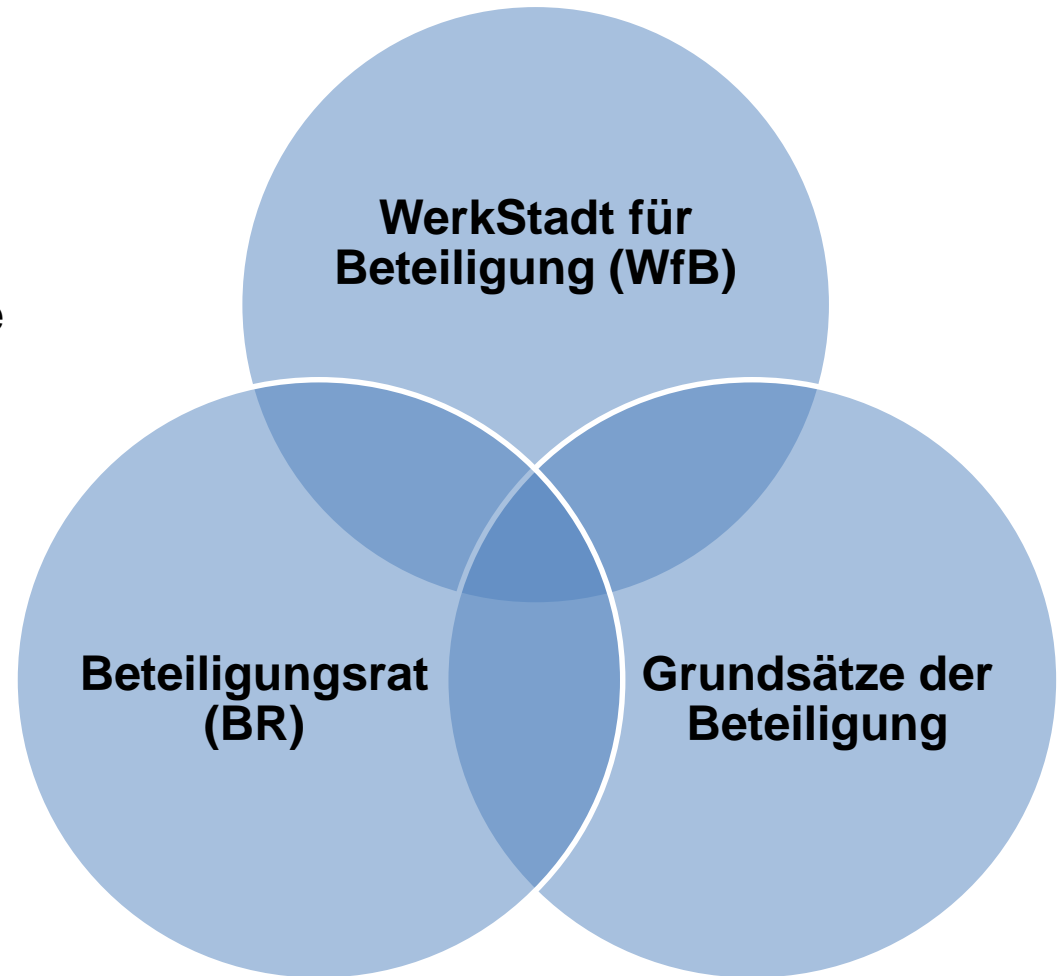 WerkStadt für
Beteiligung (WfB)
e
Beteiligungsrat
(BR)
Grundsätze der
Beteiligung